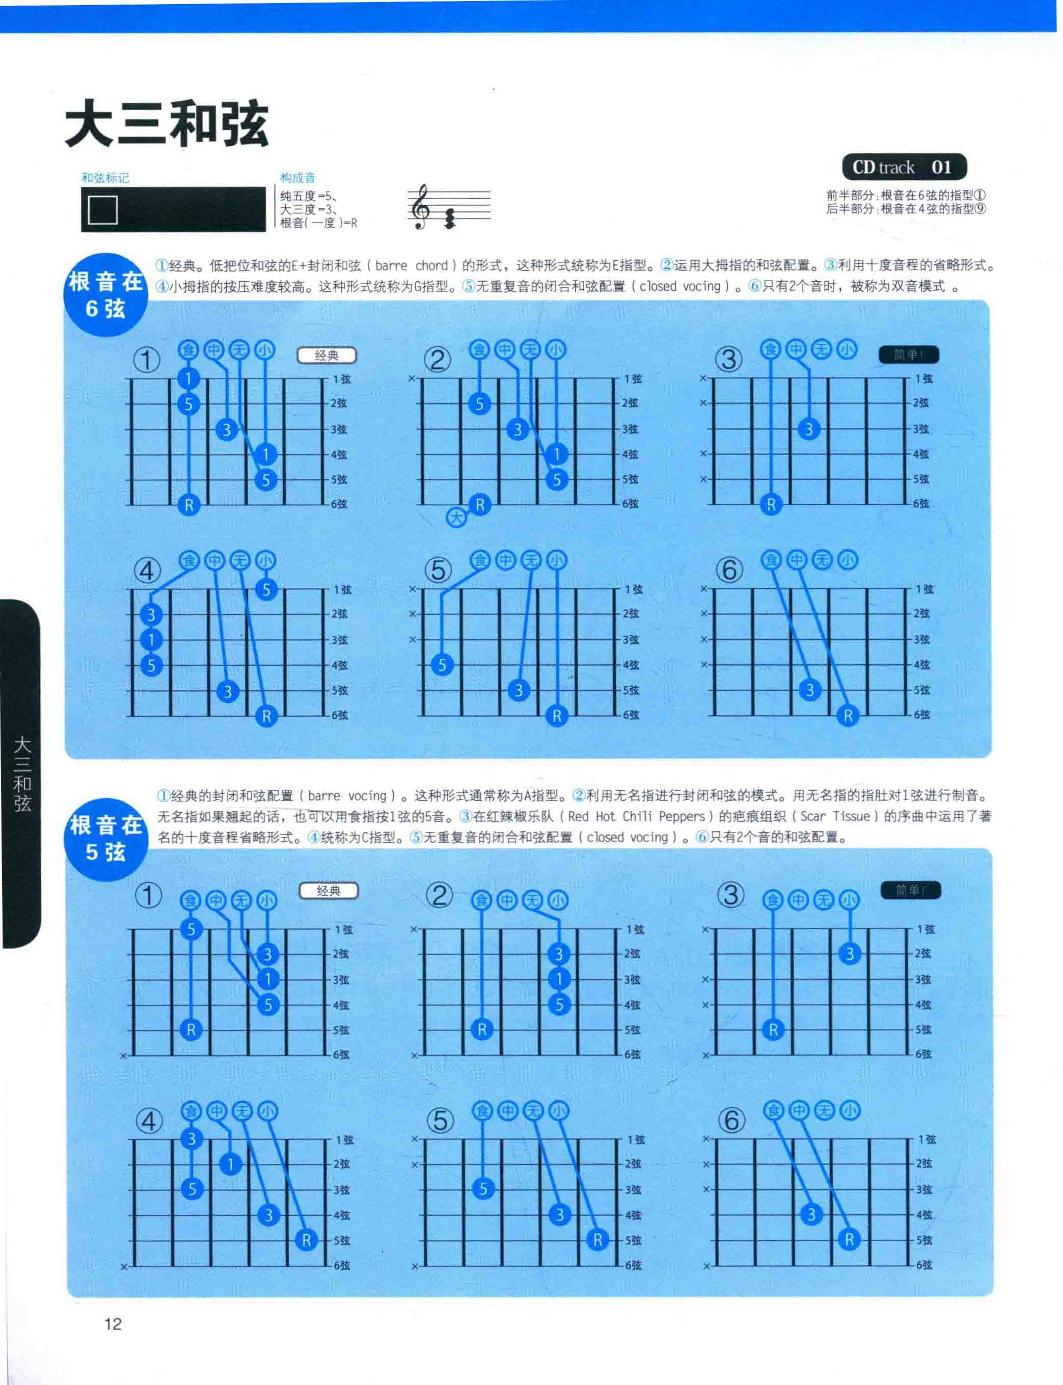 大三和弦
和弦标记
构成音
纯五度=5、
大三度=3、
根音(一度)=R
CD track 01
前半部分:根音在6弦的指型①
后半部分:根音在4弦的指型⑨
根音在
6弦
①经典。低把位和弦的E+封闭和弦(barre chord)的形式，这种形式统称为E指型。②运用大拇指的和弦配置。③利用十度音程的省略形式。
④小拇指的按压难度较高。这种形式统称为G指型。⑤无重复音的闭合和弦配置(closed vocing)。⑥只有2个音时，被称为双音模式 。
① 食 中 无 小 经典
1 1弦
5 2弦
3 3弦
1 4弦
5 5弦
R 6弦
② 食 中 无 小
× 1弦
5 2弦
3 3弦
1 4弦
5 5弦
大 R 6弦
③ 食 中 无 小 简单!
× 1弦
× 2弦
3 3弦
× 4弦
× 5弦
R 6弦
④ 食 中 无 小
5 1弦
3 2弦
1 3弦
5 4弦
3 5弦
R 6弦
⑤ 食 中 无 小
× 1弦
× 2弦
× 3弦
5 4弦
3 5弦
R 6弦
⑥ 食 中 无 小
× 1弦
× 2弦
× 3弦
× 4弦
3 5弦
R 6弦
大三和弦
根音在
5弦
①经典的封闭和弦配置(barre vocing)。这种形式通常称为A指型。②利用无名指进行封闭和弦的模式。用无名指的指肚对1弦进行制音。
无名指如果翘起的话，也可以用食指按1弦的5音。③在红辣椒乐队(Red Hot Chili Peppers)的疤痕组织(Scar Tissue)的序曲中运用了著
名的十度音程省略形式。④统称为C指型。⑤无重复音的闭合和弦配置(closed vocing)。⑥只有2个音的和弦配置。
① 食 中 无 小 经典
5 1弦
3 2弦
1 3弦
5 4弦
R 5弦
× 6弦
② 食 中 无 小
× 1弦
3 2弦
1 3弦
5 4弦
R 5弦
× 6弦
③ 食 中 无 小 简单!
× 1弦
3 2弦
× 3弦
× 4弦
R 5弦
× 6弦
④ 食 中 无 小
3 1弦
1 2弦
5 3弦
3 4弦
R 5弦
× 6弦
⑤ 食 中 无 小
× 1弦
× 2弦
5 3弦
3 4弦
R 5弦
× 6弦
⑥ 食 中 无 小
× 1弦
× 2弦
× 3弦
3 4弦
R 5弦
× 6弦
12